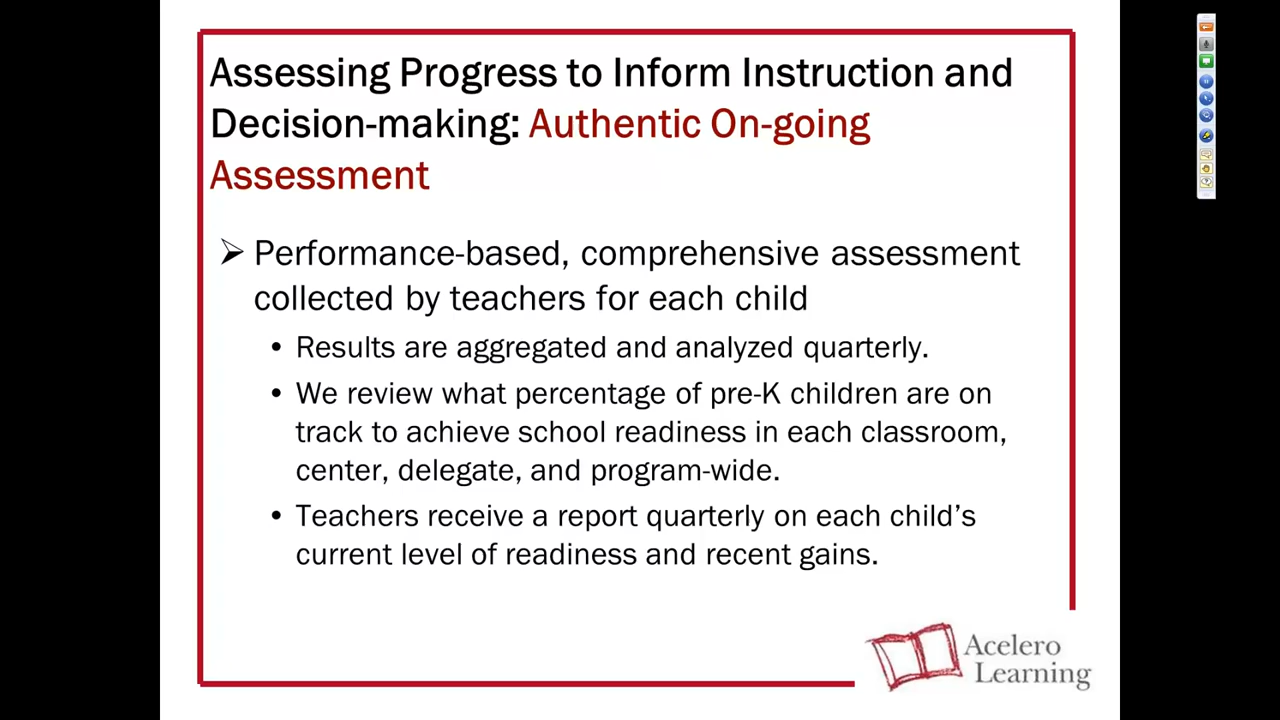 Assessing Progress to Inform Instruction and
Decision-making: Authentic On-going
Assessment
➢ Performance-based, comprehensive assessment
collected by teachers for each child
• Results are aggregated and analyzed quarterly.
• We review what percentage of pre-K children are on
track to achieve school readiness in each classroom,
center, delegate, and program-wide.
• Teachers receive a report quarterly on each child's
current level of readiness and recent gains.
Acelero
Learning